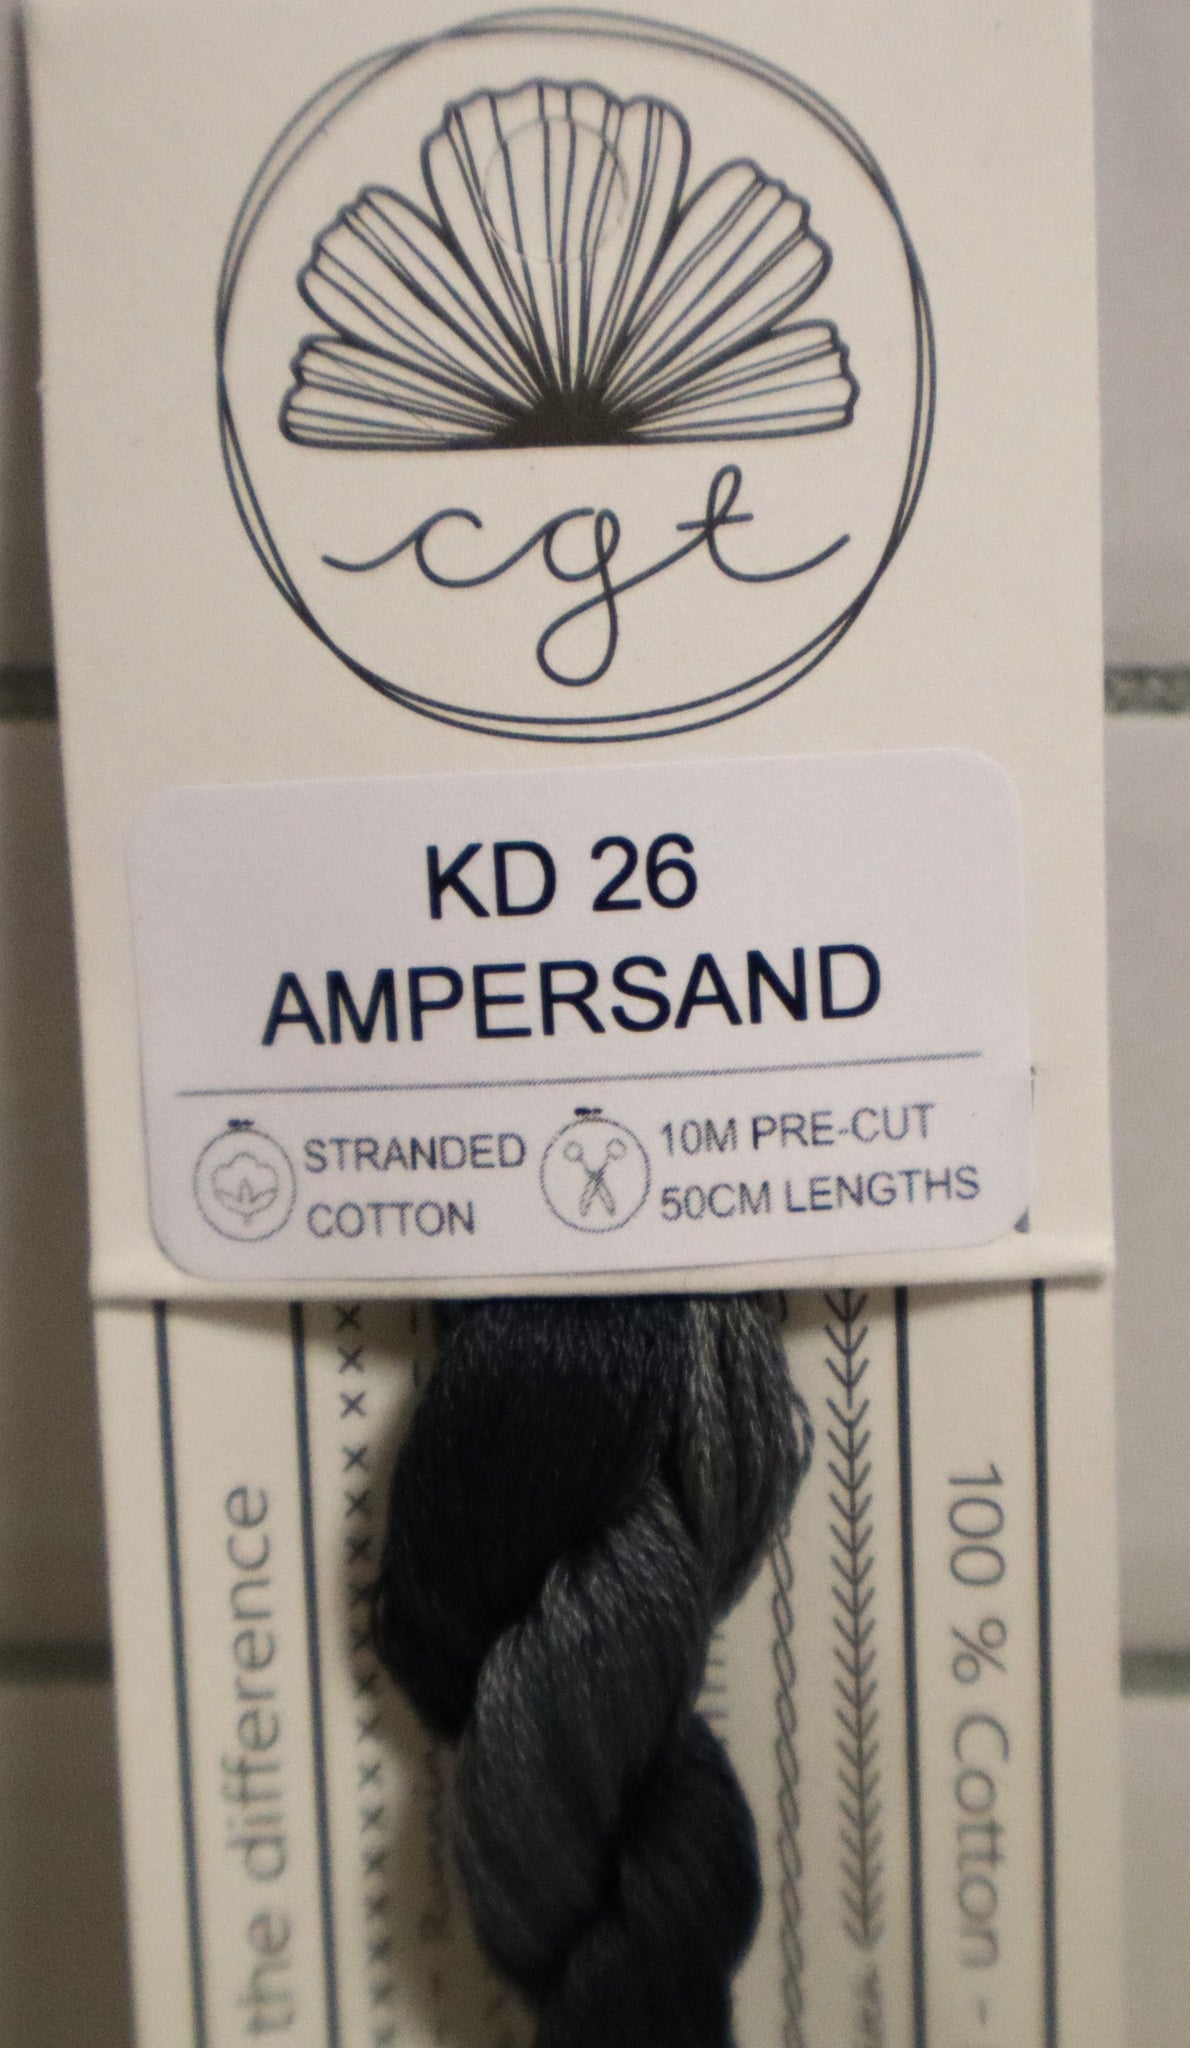 cgt
KD 26
AMPERSAND
STRANDED
COTTON
10M PRE-CUT
50CM LENGTHS
the difference
100 % Cotton -